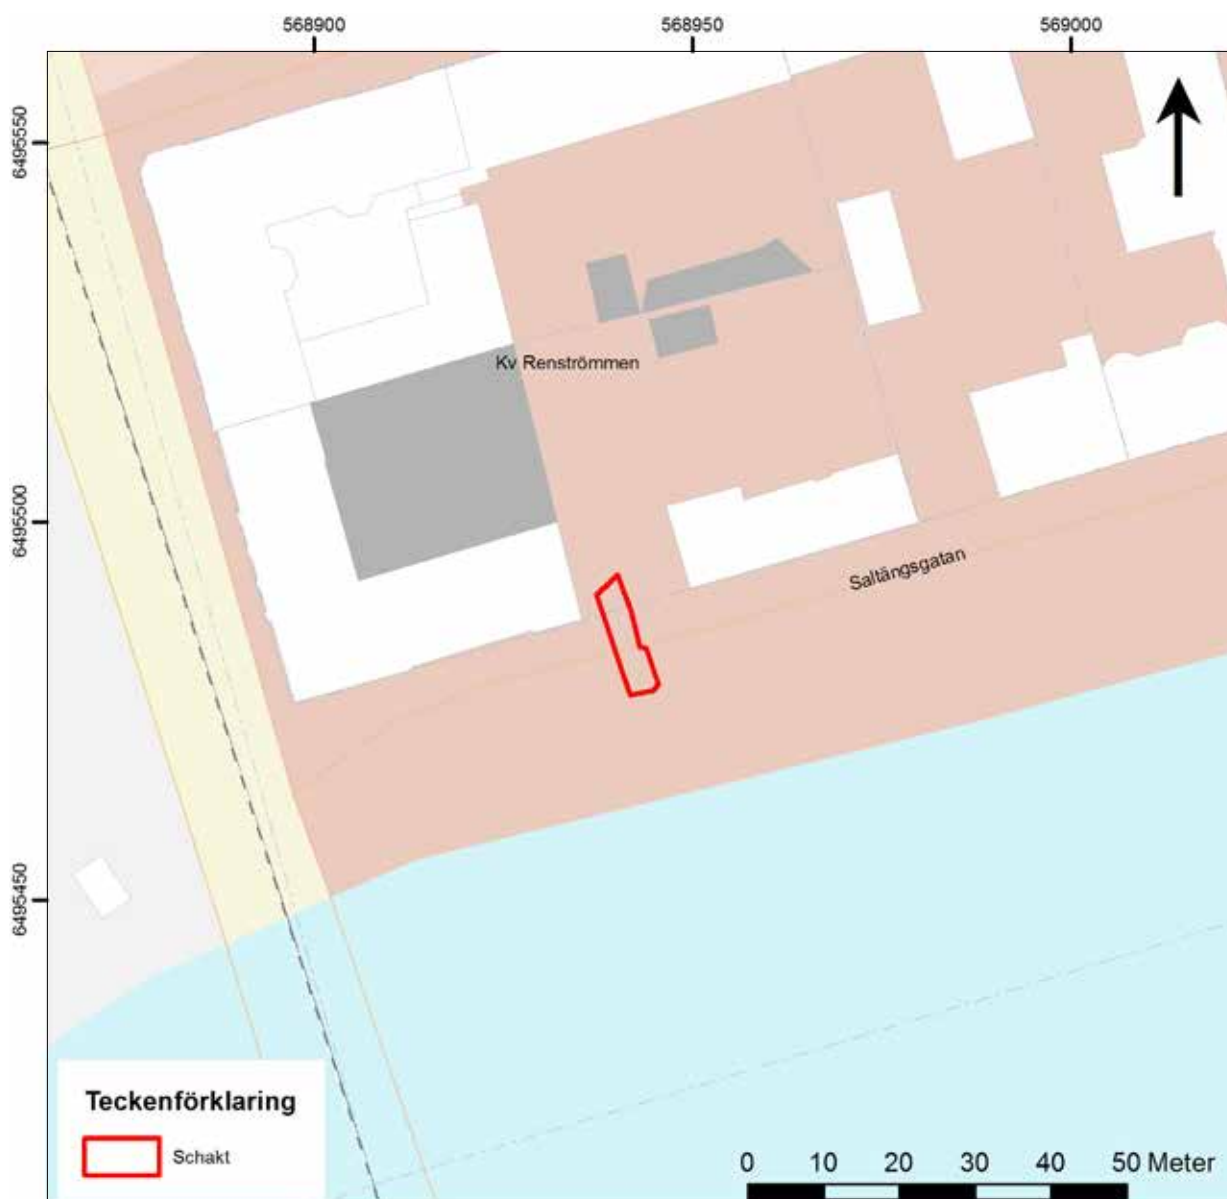 568900 568950 569000
6495550
Kv Renströmmen
6495500
Saltängsgatan
6495450
Teckenförklaring
Schakt
0 10 20 30 40 50 Meter